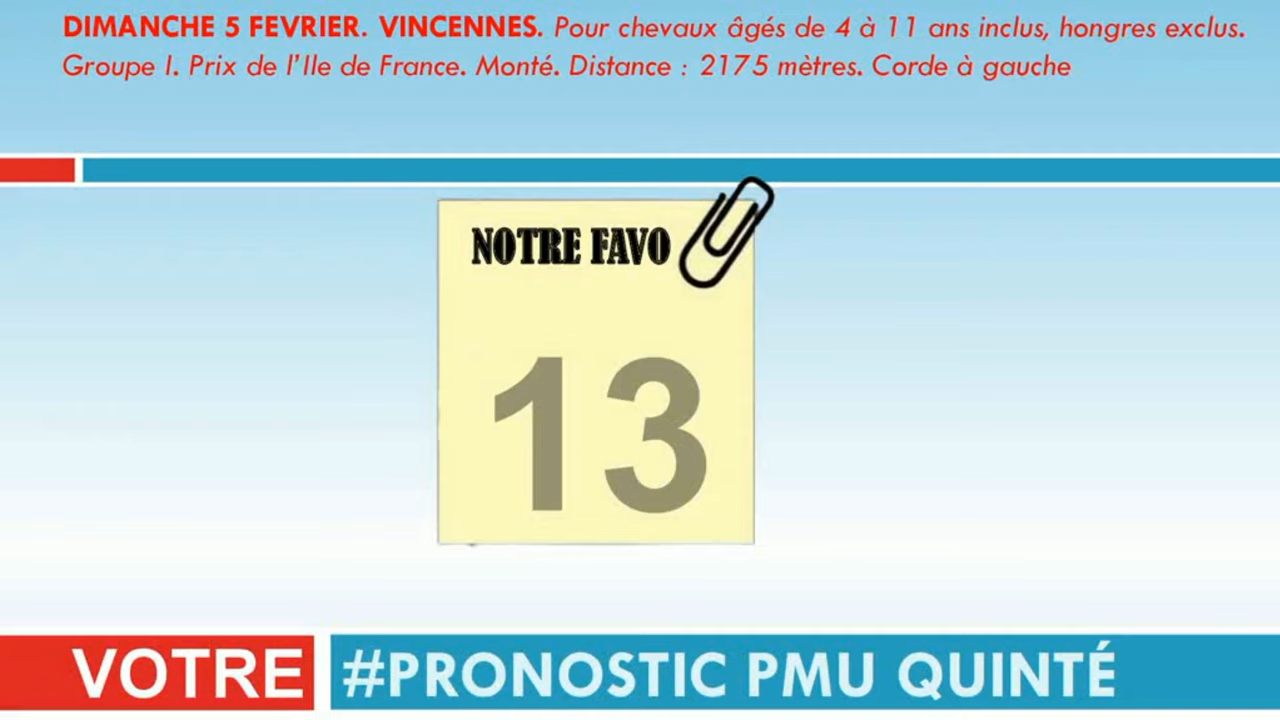 DIMANCHE 5 FEVRIER. VINCENNES. Pour chevaux âgés de 4 à 11 ans inclus, hongres exclus.
Groupe I. Prix de l'Ile de France. Monté. Distance : 2175 mètres. Corde à gauche
NOTRE FAVO
13
VOTRE #PRONOSTIC PMU QUINTÉ